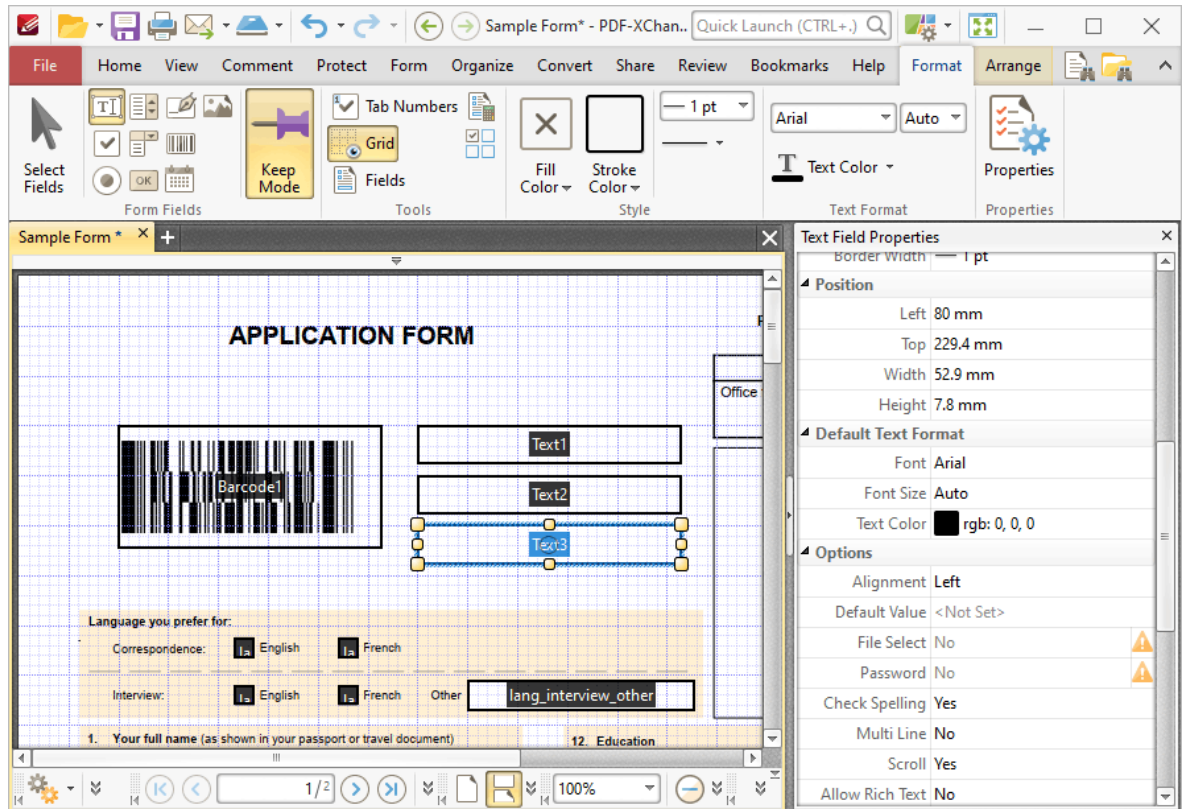 Sample Form* - PDF-XChan.. Quick Launch (CTRL+.)
File Home View Comment Protect Form Organize Convert Share Review Bookmarks Help Format Arrange
Select Fields
OK
Form Fields
Keep Mode
Tab Numbers
Grid
Fields
Tools
Fill Color
Stroke Color
1 pt
Style
Arial Auto
T Text Color
Text Format
Properties
Properties
Sample Form *
Text Field Properties
APPLICATION FORM
Office
Barcode1
Text1
Text2
Text3
Language you prefer for:
Correspondence: English French
Interview: English French Other lang_interview_other
1. Your full name (as shown in your passport or travel document) 12. Education
1/2 100%
Border Width 1 pt
Position
Left 80 mm
Top 229.4 mm
Width 52.9 mm
Height 7.8 mm
Default Text Format
Font Arial
Font Size Auto
Text Color rgb: 0, 0, 0
Options
Alignment Left
Default Value <Not Set>
File Select No
Password No
Check Spelling Yes
Multi Line No
Scroll Yes
Allow Rich Text No